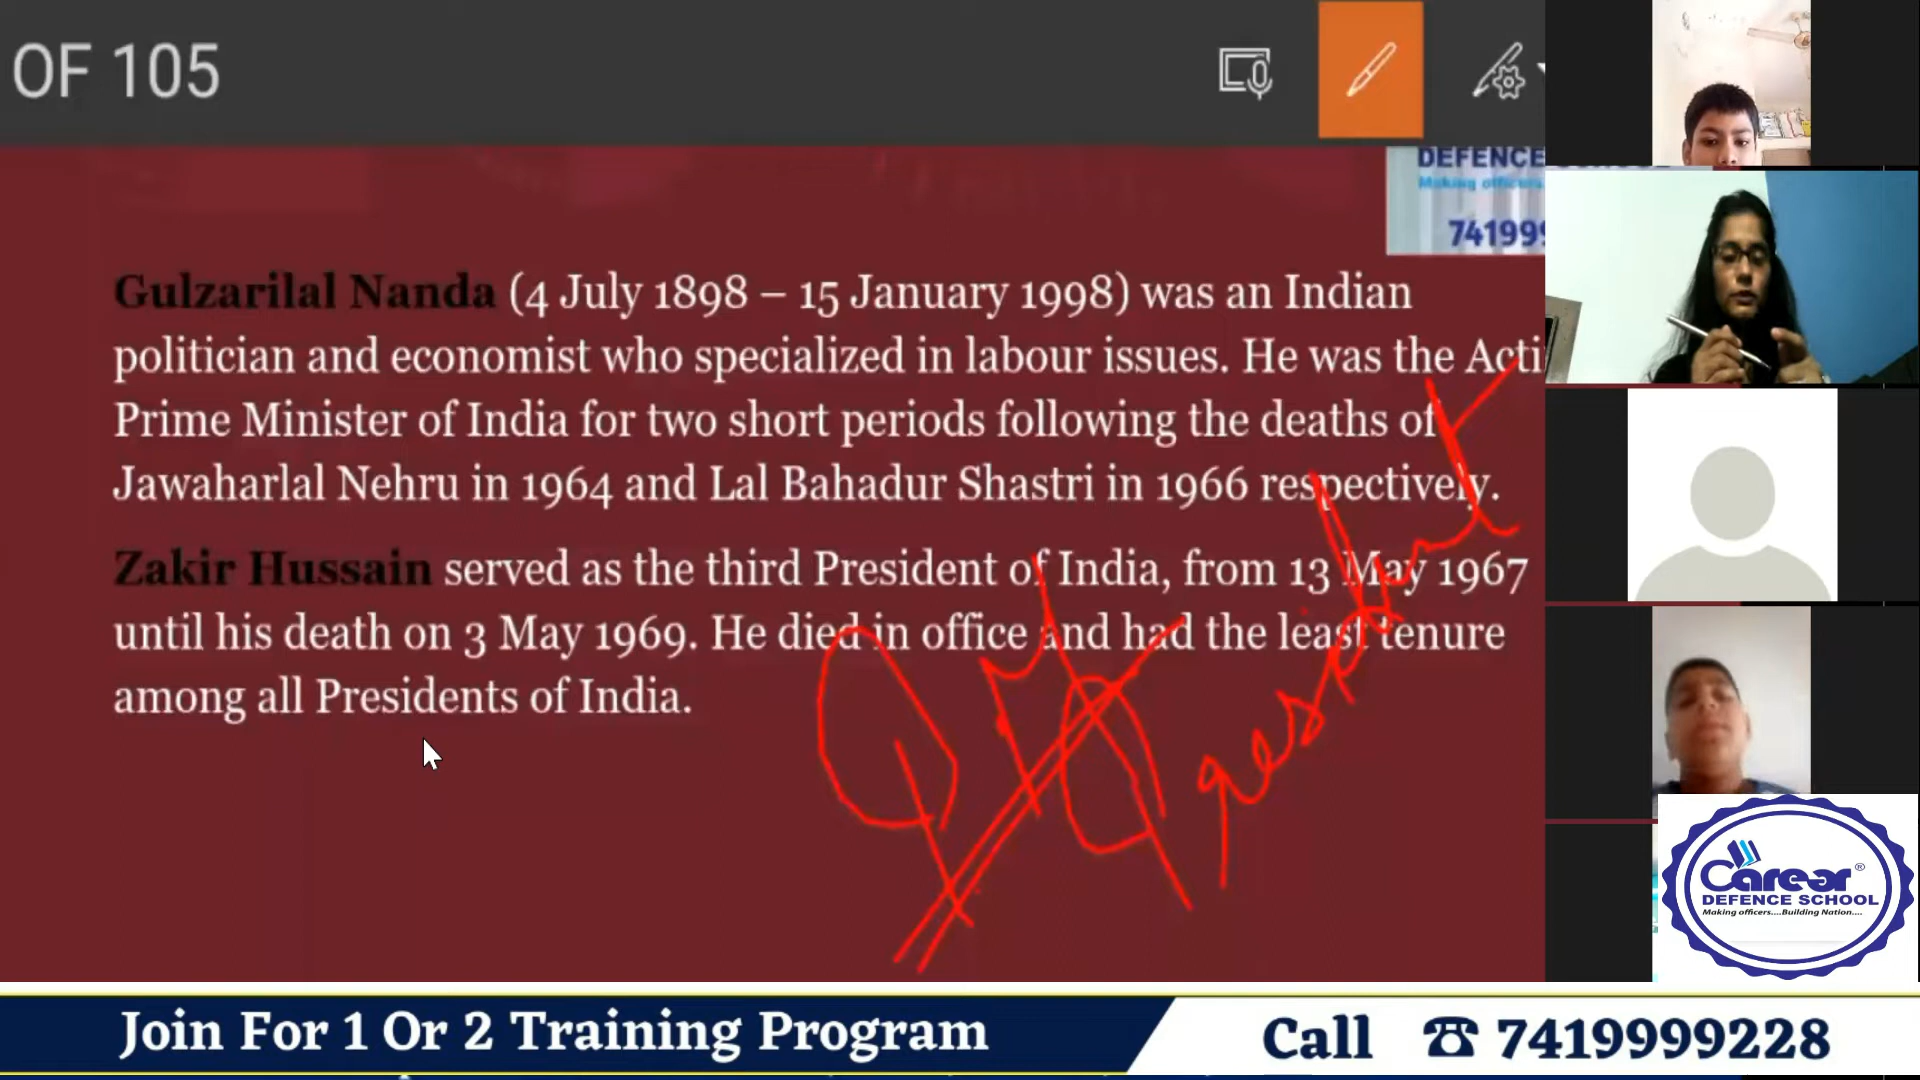 OF 105
DEFENCE
Making officers
74199
Gulzarilal Nanda (4 July 1898 – 15 January 1998) was an Indian
politician and economist who specialized in labour issues. He was the Acti
Prime Minister of India for two short periods following the deaths of
Jawaharlal Nehru in 1964 and Lal Bahadur Shastri in 1966 respectively.
Zakir Hussain served as the third President of India, from 13 May 1967
until his death on 3 May 1969. He died in office and had the least tenure
among all Presidents of India.
Career®
DEFENCE SCHOOL
Making officers....Building Nation....
Join For 1 Or 2 Training Program
Call ☎ 7419999228